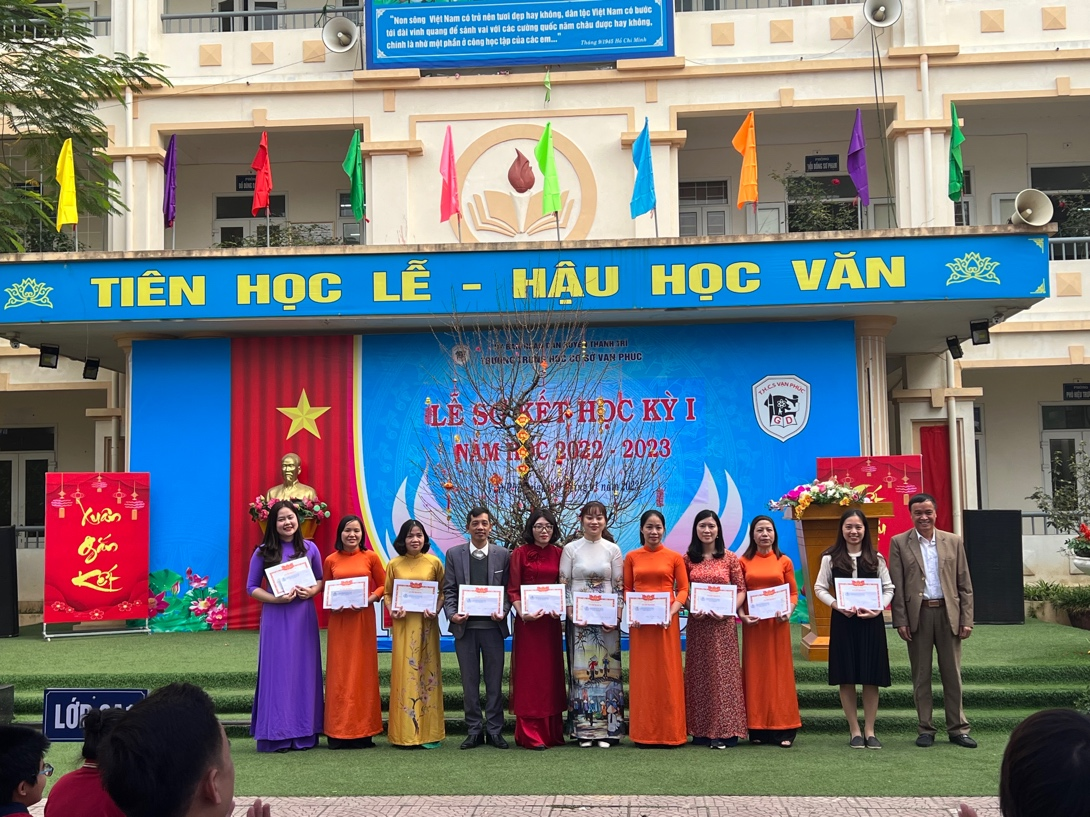 "Non sông Việt Nam có trở nên tươi đẹp hay không, dân tộc Việt Nam có bước
tới đài vinh quang để sánh vai với các cường quốc năm châu được hay không,
chính là nhờ một phần ở công học tập của các em..."
Tháng 9/1945 Hồ Chí Minh
TIÊN HỌC LỄ - HẬU HỌC VĂN
TRƯỜNG TRUNG HỌC CƠ SỞ VẠN PHÚC
LỄ SƠ KẾT HỌC KỲ I
NĂM HỌC 2022 - 2023
T.H.C.S VẠN PHÚC
GD
Xuân
Gắn
Kết
LỚP